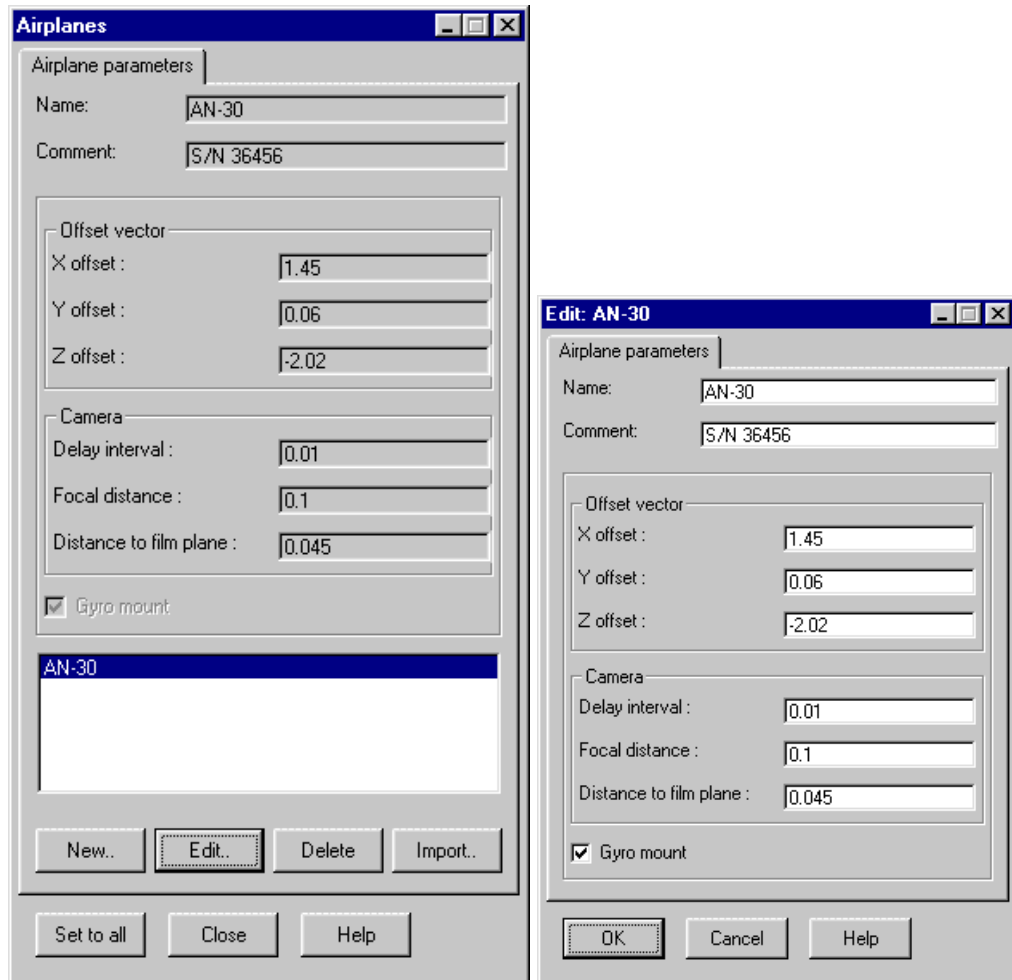 Airplanes
Airplane parameters
Name: AN-30
Comment: S/N 36456
Offset vector
X offset : 1.45
Y offset : 0.06
Z offset : -2.02
Camera
Delay interval : 0.01
Focal distance : 0.1
Distance to film plane : 0.045
Gyro mount
AN-30
New.. Edit.. Delete Import..
Set to all Close Help
Edit: AN-30
Airplane parameters
Name: AN-30
Comment: S/N 36456
Offset vector
X offset : 1.45
Y offset : 0.06
Z offset : -2.02
Camera
Delay interval : 0.01
Focal distance : 0.1
Distance to film plane : 0.045
Gyro mount
OK Cancel Help